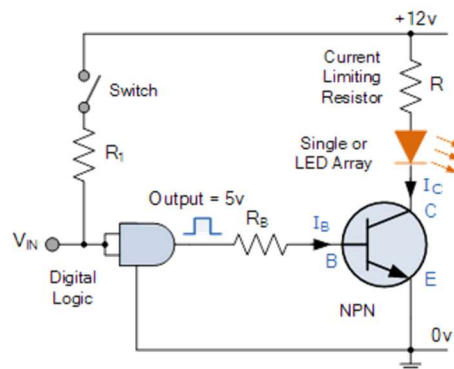 +12v
Current
Limiting
Resistor
R
Switch
R1
Single or
LED Array
IC
C
Output = 5v
RB
IB
B
VIN
Digital
Logic
E
NPN
0v